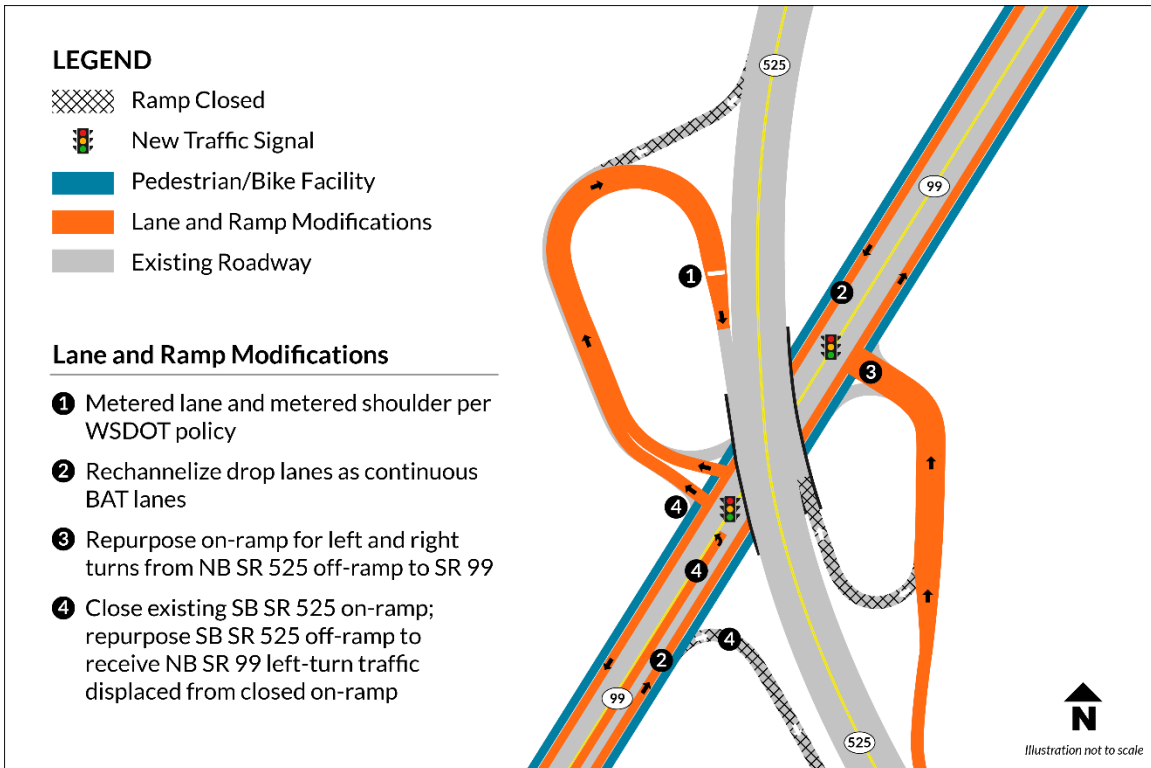 LEGEND
Ramp Closed
New Traffic Signal
Pedestrian/Bike Facility
Lane and Ramp Modifications
Existing Roadway
Lane and Ramp Modifications
1 Metered lane and metered shoulder per
WSDOT policy
2 Rechannelize drop lanes as continuous
BAT lanes
3 Repurpose on-ramp for left and right
turns from NB SR 525 off-ramp to SR 99
4 Close existing SB SR 525 on-ramp;
repurpose SB SR 525 off-ramp to
receive NB SR 99 left-turn traffic
displaced from closed on-ramp
525
99
1
2
3
4
4
4
2
99
525
N
Illustration not to scale